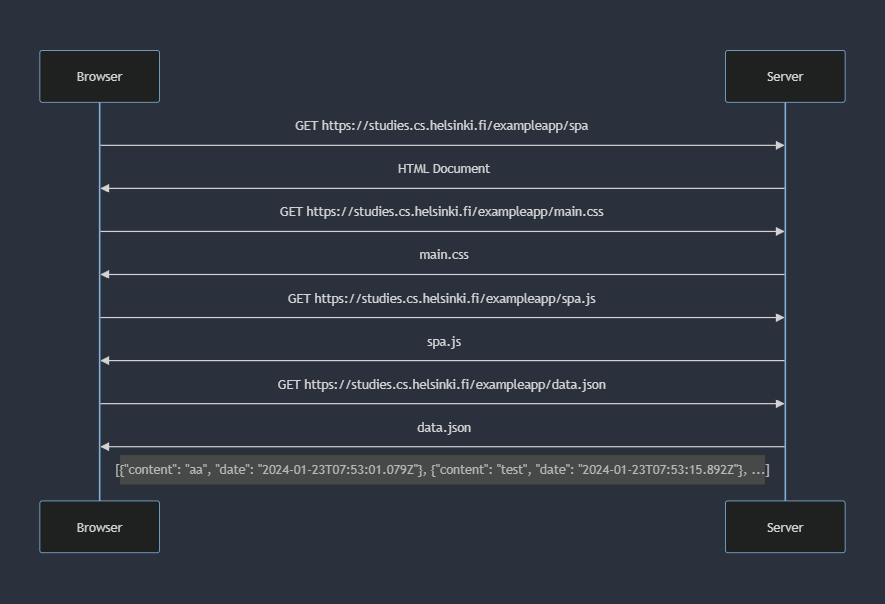 Browser
Server
GET https://studies.cs.helsinki.fi/exampleapp/spa
HTML Document
GET https://studies.cs.helsinki.fi/exampleapp/main.css
main.css
GET https://studies.cs.helsinki.fi/exampleapp/spa.js
spa.js
GET https://studies.cs.helsinki.fi/exampleapp/data.json
data.json
[{"content": "aa", "date": "2024-01-23T07:53:01.079Z"}, {"content": "test", "date": "2024-01-23T07:53:15.892Z"}, ...]
Browser
Server